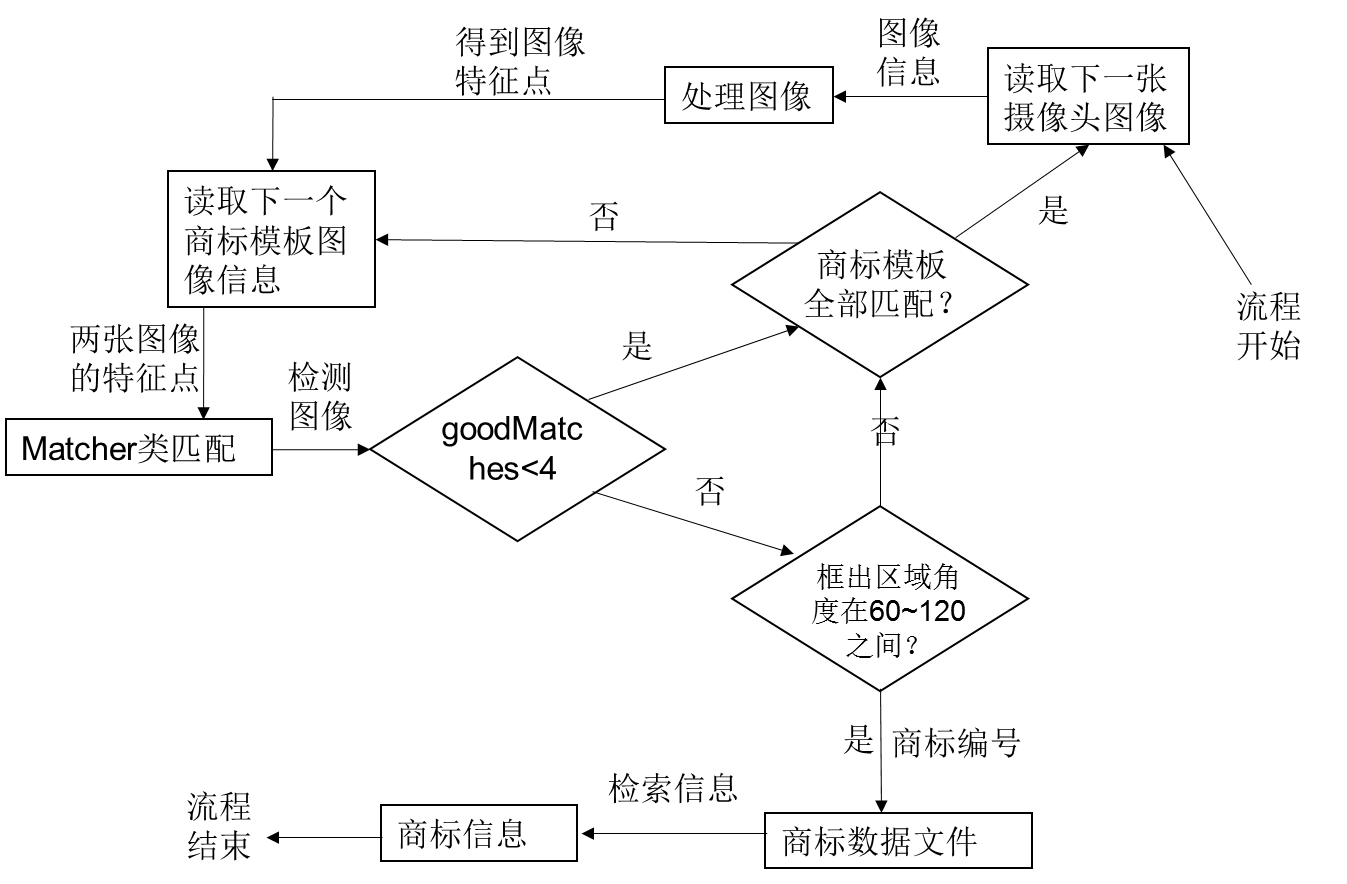 得到图像
特征点
图像
信息
处理图像
读取下一张
摄像头图像
读取下一个
商标模板图
像信息
否
是
商标模板
全部匹配？
流程
开始
两张图像
的特征点
检测
图像
是
Matcher类匹配
goodMatc
hes<4
否
否
框出区域角
度在60~120
之间？
是
商标编号
检索信息
流程
结束
商标信息
商标数据文件